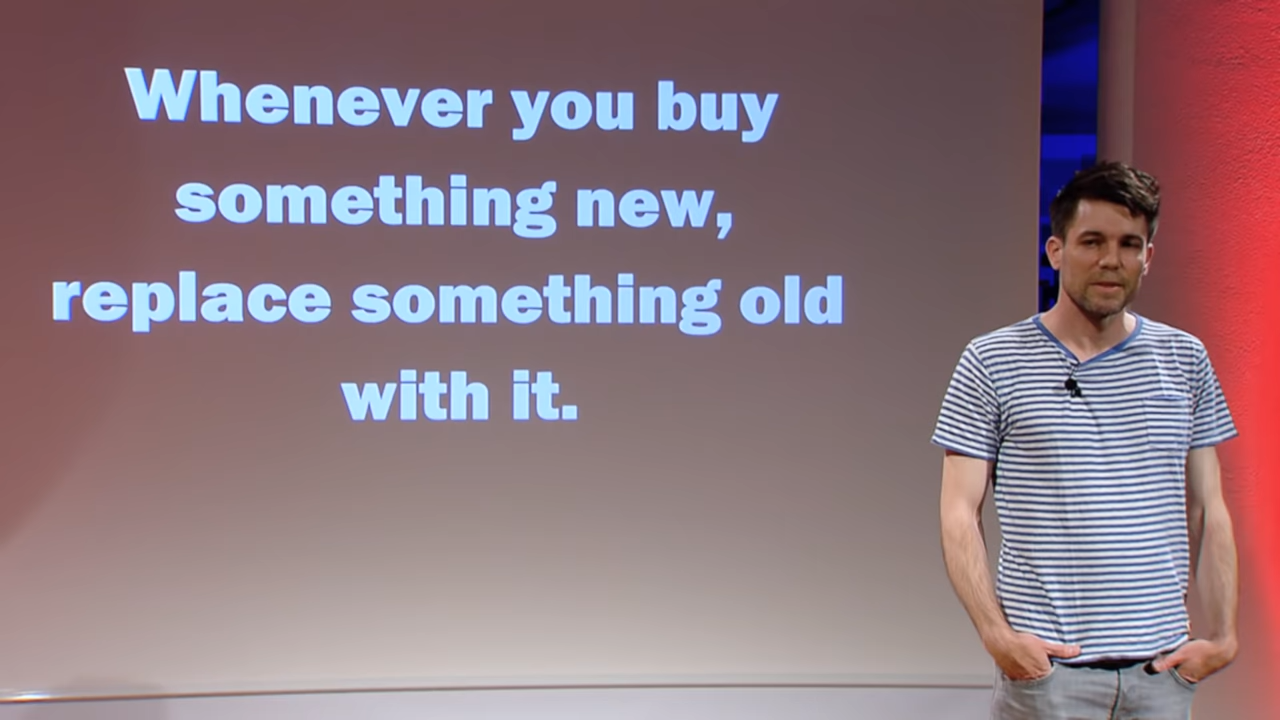 Whenever you buy
something new,
replace something old
with it.